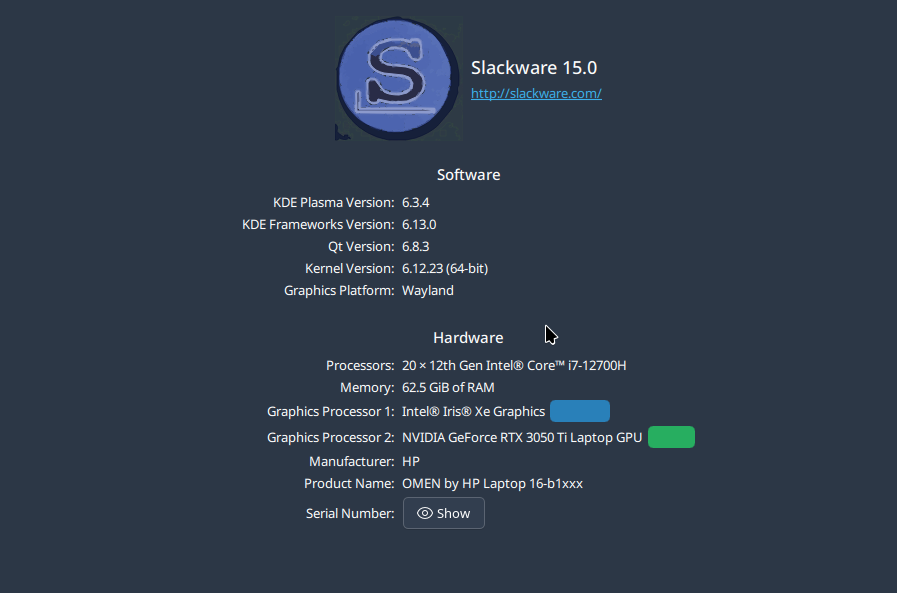 S
Slackware 15.0
http://slackware.com/
Software
KDE Plasma Version: 6.3.4
KDE Frameworks Version: 6.13.0
Qt Version: 6.8.3
Kernel Version: 6.12.23 (64-bit)
Graphics Platform: Wayland
Hardware
Processors: 20 × 12th Gen Intel® Core™ i7-12700H
Memory: 62.5 GiB of RAM
Graphics Processor 1: Intel® Iris® Xe Graphics
Graphics Processor 2: NVIDIA GeForce RTX 3050 Ti Laptop GPU
Manufacturer: HP
Product Name: OMEN by HP Laptop 16-b1xxx
Serial Number: Show